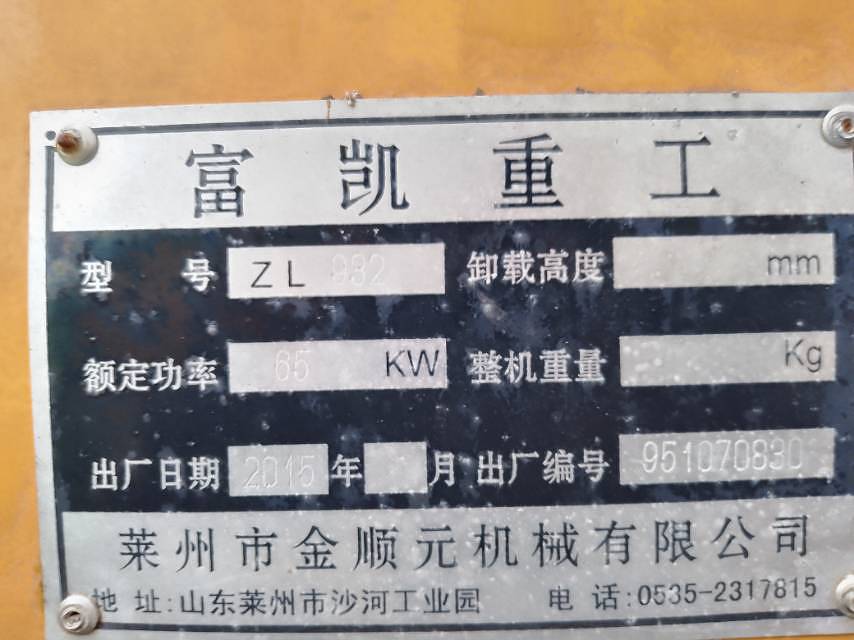 富凯重工
型 号 ZL 932 卸载高度 mm
额定功率 65 KW 整机重量 Kg
出厂日期 2015 年 月 出厂编号 951070830
莱州市金顺元机械有限公司
地 址:山东莱州市沙河工业园 电 话:0535-2317815